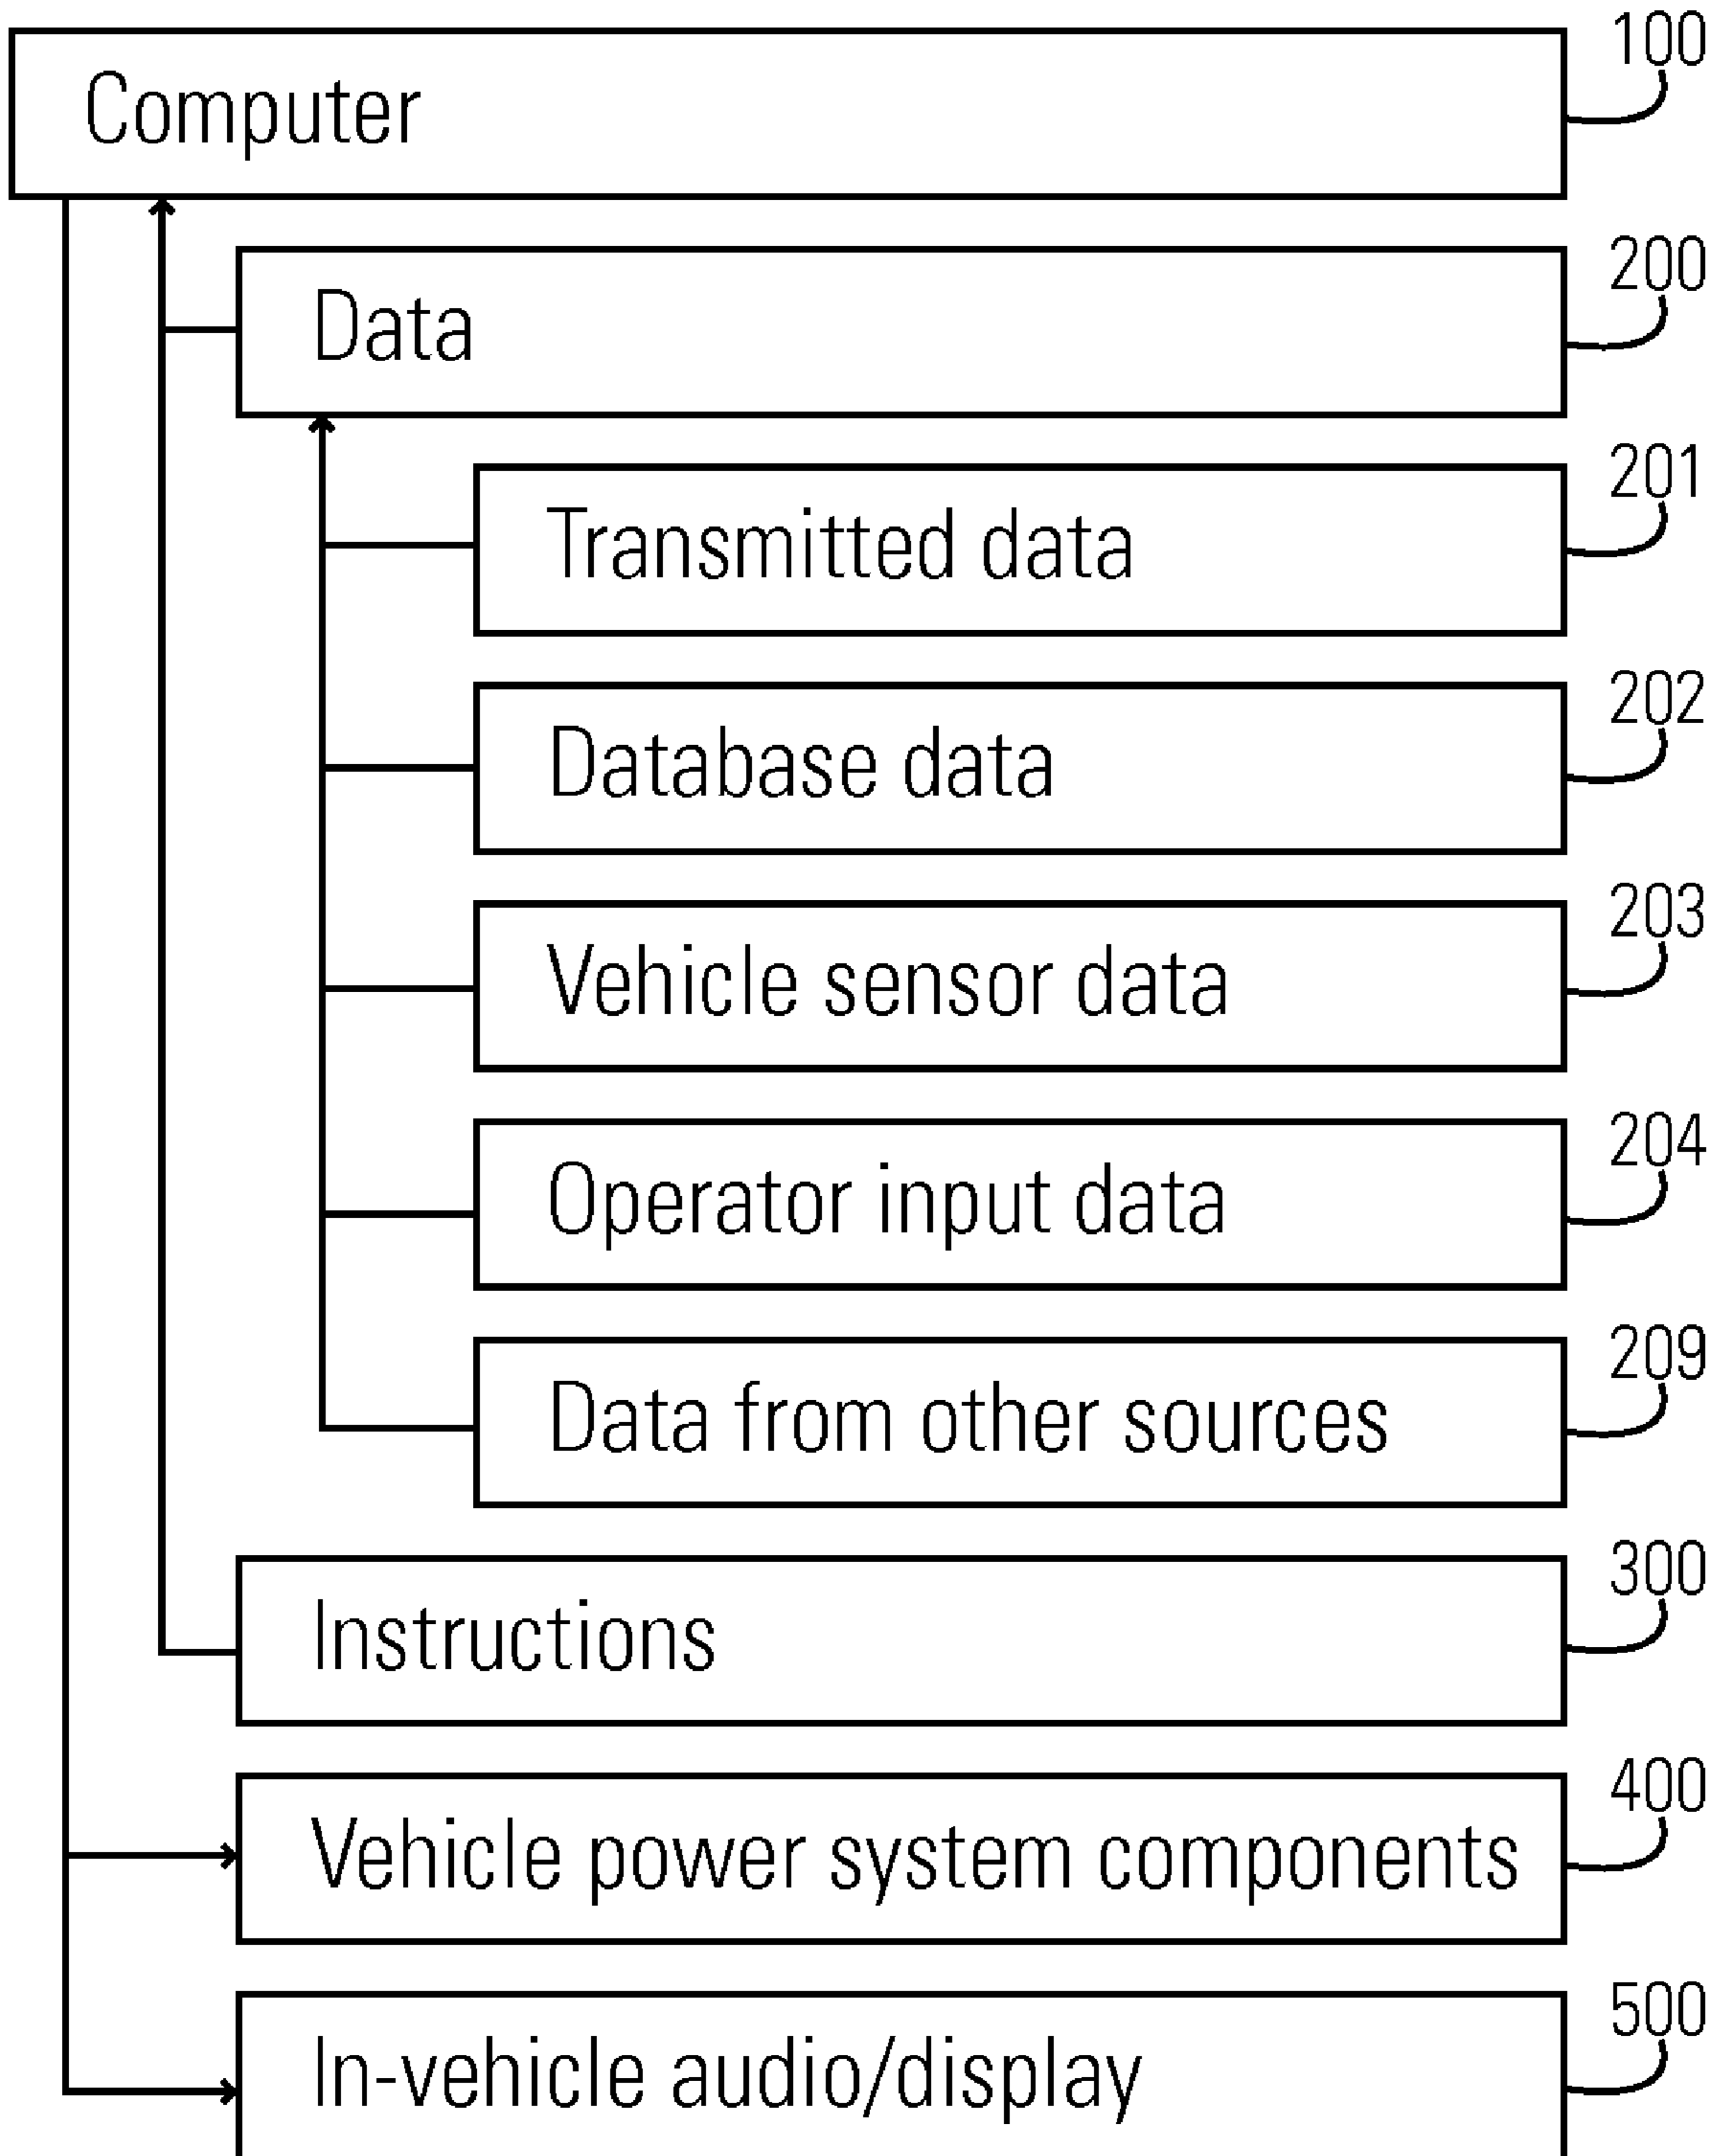 100
Computer
200
Data
201
Transmitted data
202
Database data
203
Vehicle sensor data
204
Operator input data
209
Data from other sources
300
Instructions
400
Vehicle power system components
500
In-vehicle audio/display